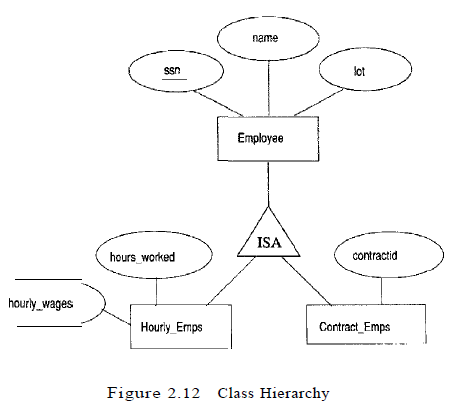 name
ssn
lot
Employee
ISA
hours_worked
contractid
hourly_wages
Hourly_Emps
Contract_Emps
Figure 2.12 Class Hierarchy